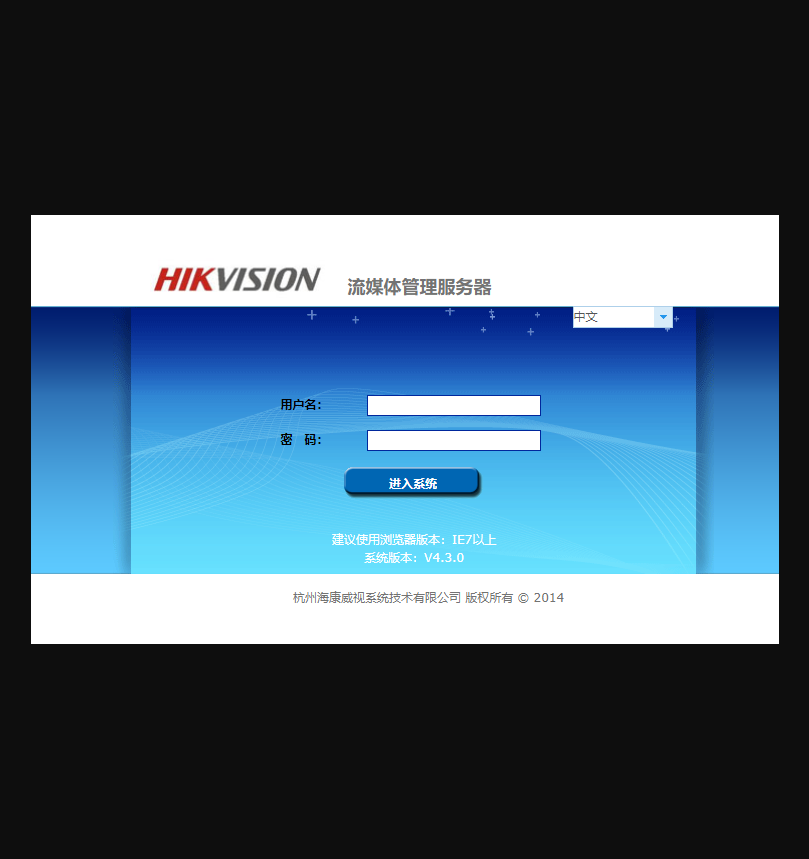 HIKVISION 流媒体管理服务器
中文
用户名:
密 码:
进入系统
建议使用浏览器版本: IE7以上
系统版本: V4.3.0
杭州海康威视系统技术有限公司 版权所有 © 2014